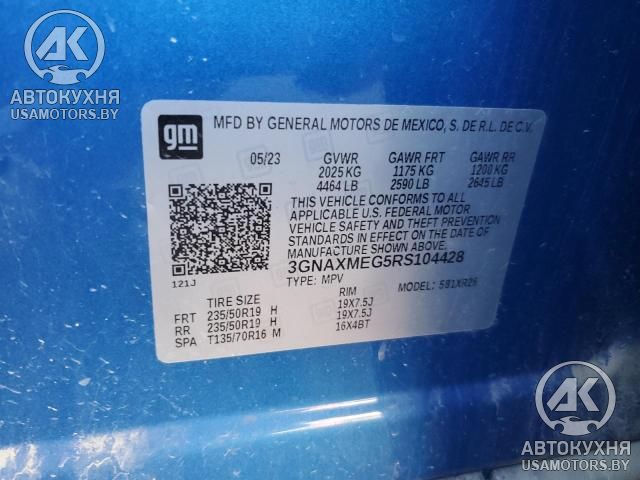 AK
АВТОКУХНЯ
USAMOTORS.BY
gm
MFD BY GENERAL MOTORS DE MEXICO, S. DE R.L. DE C.V.
05/23 GVWR GAWR FRT GAWR RR
2025 KG 1175 KG 1200 KG
4464 LB 2590 LB 2645 LB
THIS VEHICLE CONFORMS TO ALL
APPLICABLE U.S. FEDERAL MOTOR
VEHICLE SAFETY AND THEFT PREVENTION
STANDARDS IN EFFECT ON THE DATE OF
MANUFACTURE SHOWN ABOVE.
3GNAXMEG5RS104428
TYPE: MPV MODEL: 5B1XR26
121J
TIRE SIZE RIM
FRT 235/50R19 H 19X7.5J
RR 235/50R19 H 19X7.5J
SPA T135/70R16 M 16X4BT
AK
АВТОКУХНЯ
USAMOTORS.BY